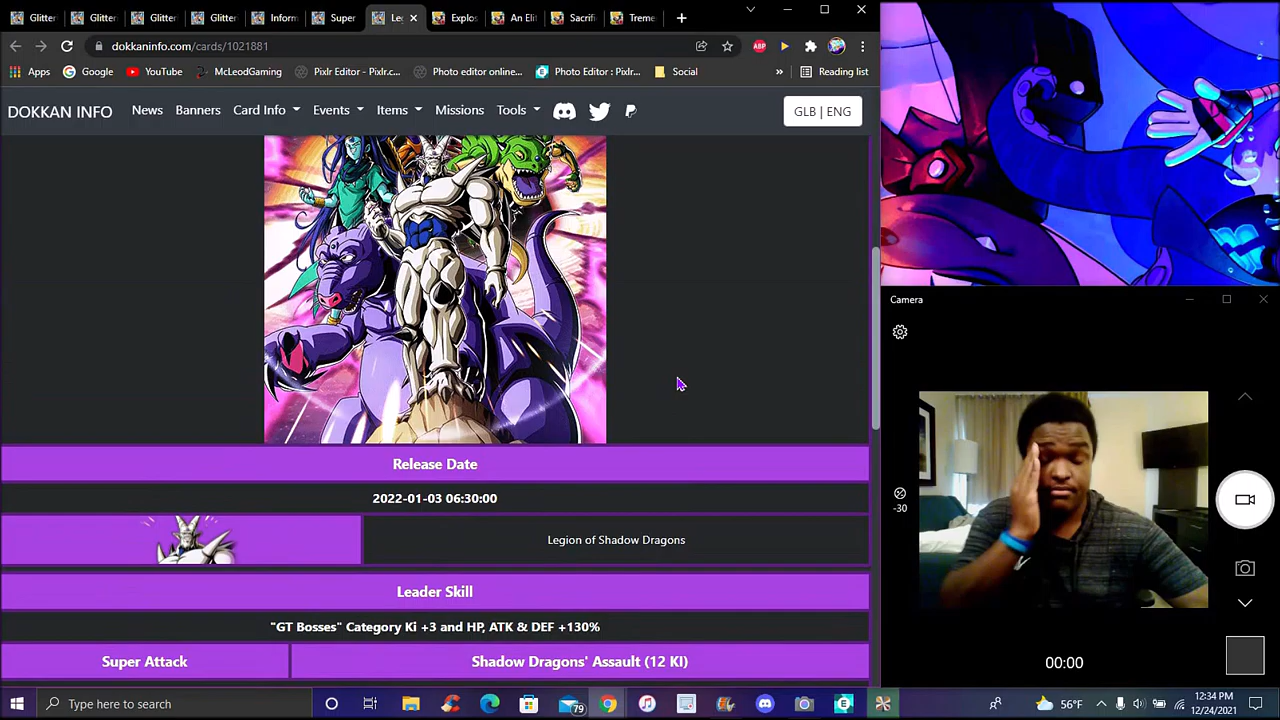 Glitter
Glitter
Glitter
Glitter
Inform
Super
Le
Explos
An Eli
Sacrifi
Treme
dokkaninfo.com/cards/1021881
ABP
Apps
Google
YouTube
McLeodGaming
Pixlr Editor - Pixlr.c...
Photo editor online...
Photo Editor : Pixlr...
Social
»
Reading list
DOKKAN INFO
News
Banners
Card Info
Events
Items
Missions
Tools
GLB | ENG
Camera
-30
00:00
Release Date
2022-01-03 06:30:00
Legion of Shadow Dragons
Leader Skill
"GT Bosses" Category Ki +3 and HP, ATK & DEF +130%
Super Attack
Shadow Dragons' Assault (12 KI)
Type here to search
79
56°F
12:34 PM
12/24/2021